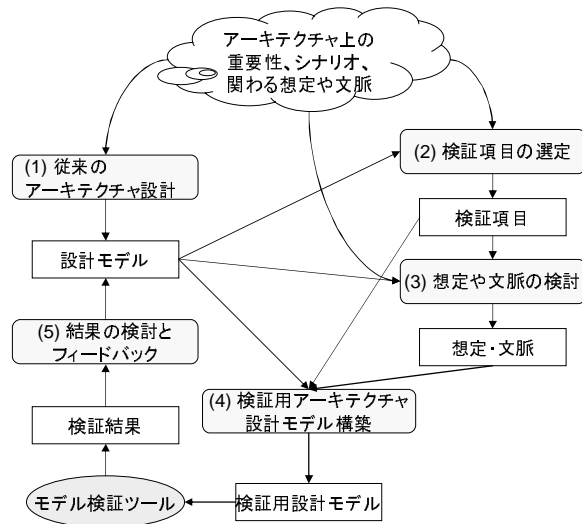 アーキテクチャ上の
重要性、シナリオ、
関わる想定や文脈
(1) 従来の
アーキテクチャ設計
(2) 検証項目の選定
検証項目
設計モデル
(3) 想定や文脈の検討
(5) 結果の検討と
フィードバック
想定・文脈
(4) 検証用アーキテクチャ
設計モデル構築
検証結果
モデル検証ツール
検証用設計モデル